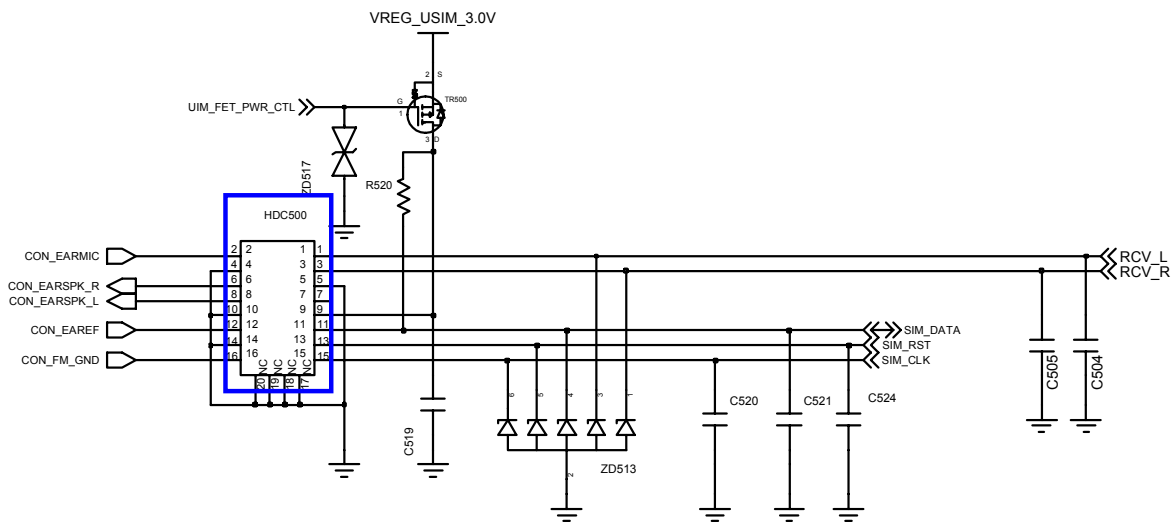 VREG_USIM_3.0V
2 S
UIM_FET_PWR_CTL
G
1
TR500
3 D
ZD517
R520
HDC500
CON_EARMIC
2 2 1 1
4 4 3 3
CON_EARSPK_R
6 6 5 5
CON_EARSPK_L
8 8 7 7
10 10 9 9
CON_EAREF
12 12 11 11
14 14 13 13
CON_FM_GND
16 16 15 15
NC NC NC NC
20 19 18 17
RCV_L
RCV_R
SIM_DATA
SIM_RST
SIM_CLK
C519
6 5 4 3 1
2
ZD513
C520
C521
C524
C505
C504